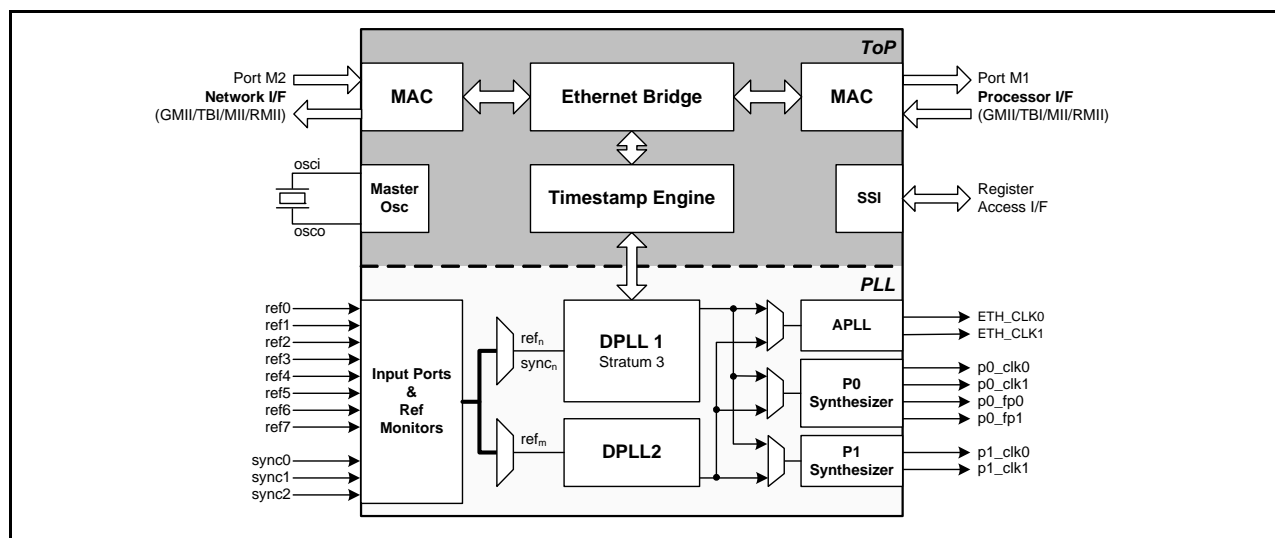 ToP
Port M2
Network I/F
(GMII/TBI/MII/RMII)
MAC
Ethernet Bridge
MAC
Port M1
Processor I/F
(GMII/TBI/MII/RMII)
osci
osco
Master
Osc
Timestamp Engine
SSI
Register
Access I/F
PLL
ref0
ref1
ref2
ref3
ref4
ref5
ref6
ref7
sync0
sync1
sync2
Input Ports
&
Ref
Monitors
refn
syncn
refm
DPLL 1
Stratum 3
DPLL2
APLL
P0
Synthesizer
P1
Synthesizer
ETH_CLK0
ETH_CLK1
p0_clk0
p0_clk1
p0_fp0
p0_fp1
p1_clk0
p1_clk1